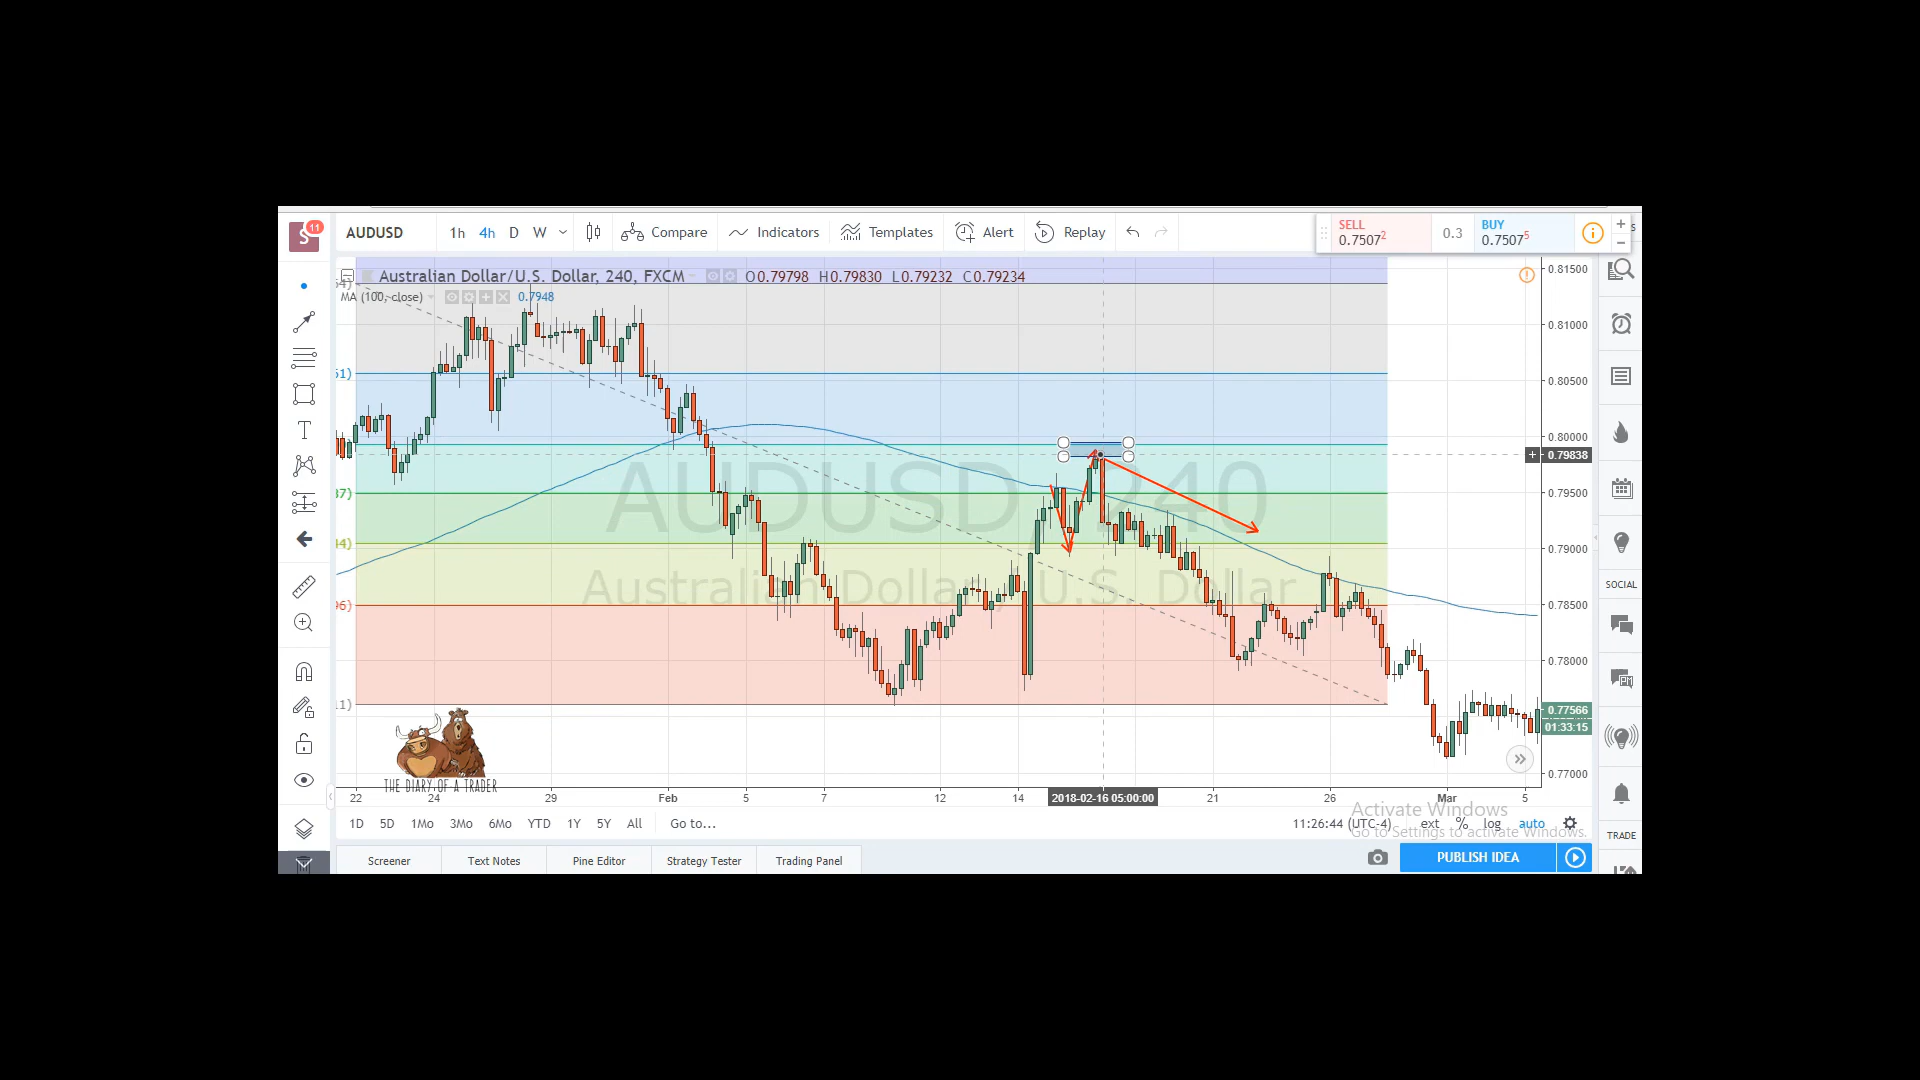 S 11 AUDUSD 1h 4h D W Compare Indicators Templates Alert Replay
SELL 0.75072 0.3 BUY 0.75075
Australian Dollar/U.S. Dollar, 240, FXCM O0.79798 H0.79830 L0.79232 C0.79234
MA (100, close) 0.7948
0.81500
0.81000
51)
0.80500
0.80000
0.79838
37)
0.79500
AUDUSD, 240
44)
0.79000
Australian Dollar / U.S. Dollar
96)
0.78500
SOCIAL
0.78000
11)
0.77566
01:33:15
THE DIARY OF A TRADER
0.77000
22 24 29 Feb 5 7 12 14 2018-02-16 05:00:00 21 26 Mar 5
Activate Windows
Go to Settings to activate Windows.
1D 5D 1Mo 3Mo 6Mo YTD 1Y 5Y All Go to... 11:26:44 (UTC-4) ext % log auto
TRADE
Screener Text Notes Pine Editor Strategy Tester Trading Panel PUBLISH IDEA